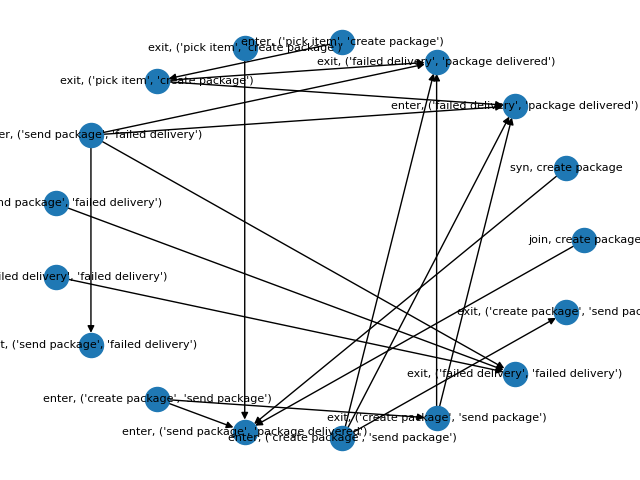 enter, ('pick item', 'create package')
exit, ('pick item', 'create package')
exit, ('failed delivery', 'package delivered')
exit, ('pick item', 'create package')
enter, ('failed delivery', 'package delivered')
er, ('send package', 'failed delivery')
syn, create package
nd package', 'failed delivery')
join, create package
iled delivery', 'failed delivery')
exit, ('create package', 'send pac
t, ('send package', 'failed delivery')
exit, ('failed delivery', 'failed delivery')
enter, ('create package', 'send package')
exit, ('create package', 'send package')
enter, ('send package', 'package delivered')
enter, ('create package', 'send package')